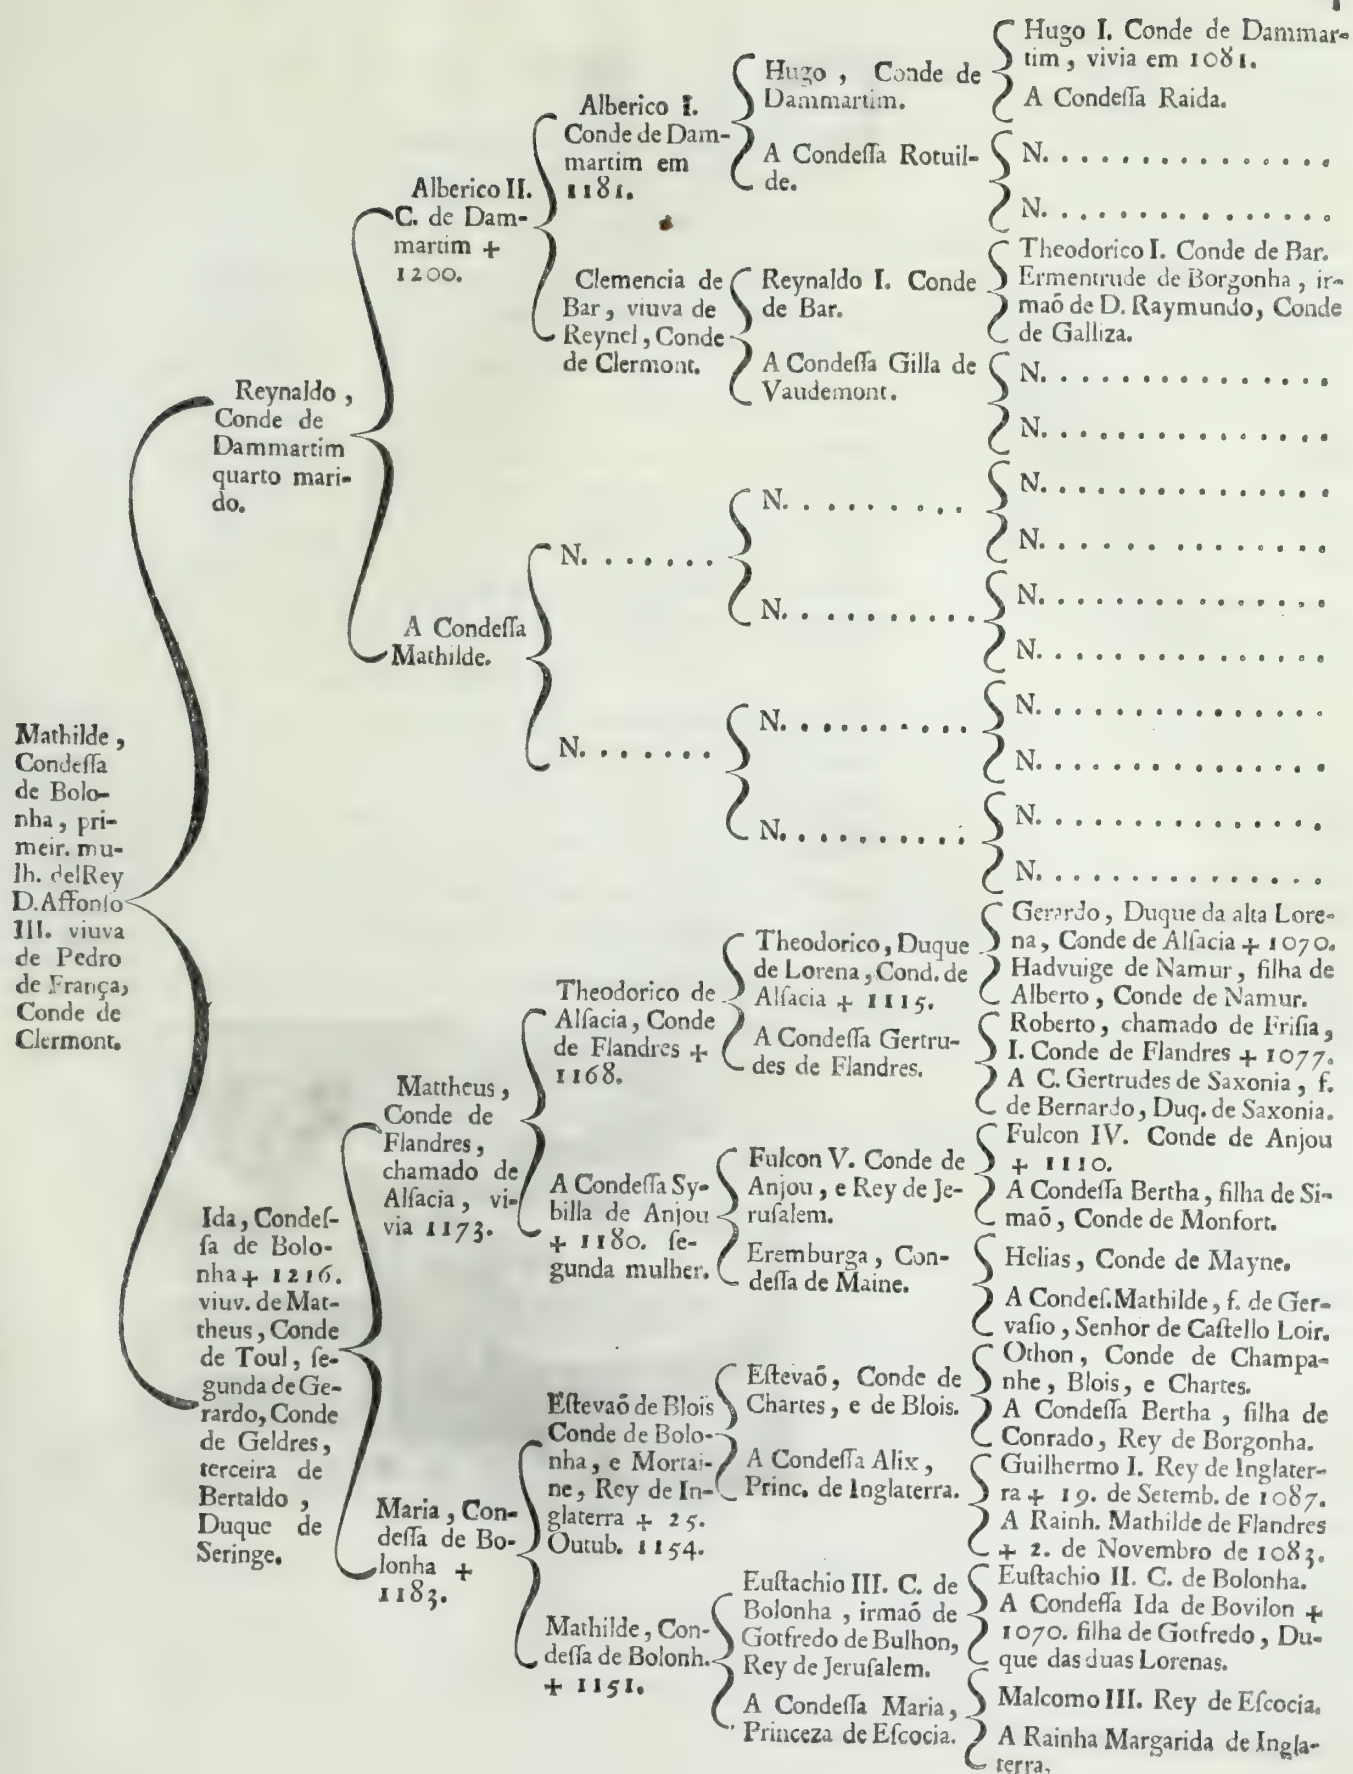 Mathilde,
Condeſſa
de Bolo-
nha, pri-
meir. mu-
lh. delRey
D. Affonſo
III. viuva
de Pedro
de França,
Conde de
Clermont.
Reynaldo,
Conde de
Dammartim
quarto mari-
do.
Ida, Condeſ-
ſa de Bolo-
nha + 1216.
viuv. de Mat-
theus, Conde
de Toul, ſe-
gunda de Ge-
rardo, Conde
de Geldres,
terceira de
Bertaldo,
Duque de
Seringe.
Alberico II.
C. de Dam-
martim +
1200.
A Condeſſa
Mathilde.
Mattheus,
Conde de
Flandres,
chamado de
Alſacia, vi-
via 1173.
Maria, Con-
deſſa de Bo-
lonha +
1183.
Alberico I.
Conde de Dam-
martim em
1181.
Clemencia de
Bar, viuva de
Reynel, Conde
de Clermont.
N. . . . . . .
N. . . . . . .
Theodorico de
Alſacia, Conde
de Flandres +
1168.
A Condeſſa Sy-
billa de Anjou
+ 1180. ſe-
gunda mulher.
Eſtevaõ de Blois
Conde de Bolo-
nha, e Mortai-
ne, Rey de In-
glaterra + 25.
Outub. 1154.
Mathilde, Con-
deſſa de Bolonh.
+ 1151.
Hugo, Conde de
Dammartim.
A Condeſſa Rotuil-
de.
Reynaldo I. Conde
de Bar.
A Condeſſa Gilla de
Vaudemont.
N. . . . . . . . . .
N. . . . . . . . . .
N. . . . . . . . . .
N. . . . . . . . . .
Theodorico, Duque
de Lorena, Cond. de
Alſacia + 1115.
A Condeſſa Gertru-
des de Flandres.
Fulcon V. Conde de
Anjou, e Rey de Je-
ruſalem.
Eremburga, Con-
deſſa de Maine.
Eſtevaõ, Conde de
Chartes, e de Blois.
A Condeſſa Alix,
Princ. de Inglaterra.
Euſtachio III. C. de
Bolonha, irmaõ de
Gotfredo de Bulhon,
Rey de Jeruſalem.
A Condeſſa Maria,
Princeza de Eſcocia.
Hugo I. Conde de Dammar-
tim, vivia em 1081.
A Condeſſa Raida.
N. . . . . . . . . . . . . . .
N. . . . . . . . . . . . . . .
Theodorico I. Conde de Bar.
Ermentrude de Borgonha, ir-
maõ de D. Raymundo, Conde
de Galliza.
N. . . . . . . . . . . . . . .
N. . . . . . . . . . . . . . .
N. . . . . . . . . . . . . . .
N. . . . . . . . . . . . . . .
N. . . . . . . . . . . . . . .
N. . . . . . . . . . . . . . .
N. . . . . . . . . . . . . . .
N. . . . . . . . . . . . . . .
N. . . . . . . . . . . . . . .
N. . . . . . . . . . . . . . .
Gerardo, Duque da alta Lore-
na, Conde de Alſacia + 1070.
Hadvuige de Namur, filha de
Alberto, Conde de Namur.
Roberto, chamado de Friſia,
I. Conde de Flandres + 1077.
A C. Gertrudes de Saxonia, f.
de Bernardo, Duq. de Saxonia.
Fulcon IV. Conde de Anjou
+ 1110.
A Condeſſa Bertha, filha de Si-
maõ, Conde de Monfort.
Helias, Conde de Mayne.
A Condeſ. Mathilde, f. de Ger-
vaſio, Senhor de Caſtello Loir.
Othon, Conde de Champa-
nhe, Blois, e Chartes.
A Condeſſa Bertha, filha de
Conrado, Rey de Borgonha.
Guilhermo I. Rey de Inglater-
ra + 19. de Setemb. de 1087.
A Rainh. Mathilde de Flandres
+ 2. de Novembro de 1083.
Euſtachio II. C. de Bolonha.
A Condeſſa Ida de Bovilon +
1070. filha de Gotfredo, Du-
que das duas Lorenas.
Malcomo III. Rey de Eſcocia.
A Rainha Margarida de Ingla-
terra.